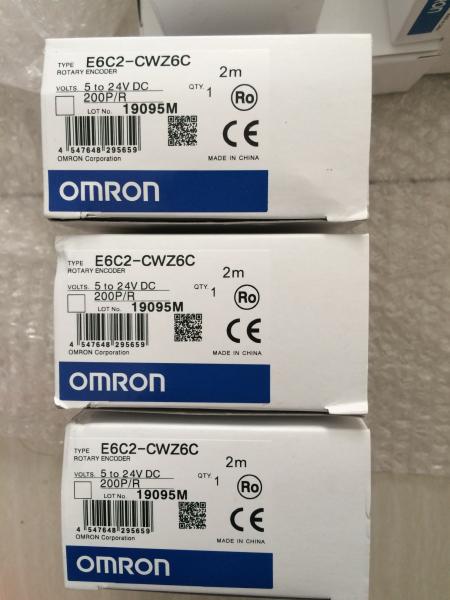 TYPE E6C2-CWZ6C 2m
ROTARY ENCODER
VOLTS. 5 to 24V DC QTY. 1
200P/R Ro
LOT No. 19095M
4 547648 295659
OMRON Corporation
CE
MADE IN CHINA
OMRON
TYPE E6C2-CWZ6C 2m
ROTARY ENCODER
VOLTS. 5 to 24V DC QTY. 1
200P/R Ro
LOT No. 19095M
4 547648 295659
OMRON Corporation
CE
MADE IN CHINA
OMRON
TYPE E6C2-CWZ6C 2m
ROTARY ENCODER
VOLTS. 5 to 24V DC QTY. 1
200P/R Ro
LOT No. 19095M
4 547648 295659
OMRON Corporation
CE
MADE IN CHINA
OMRON